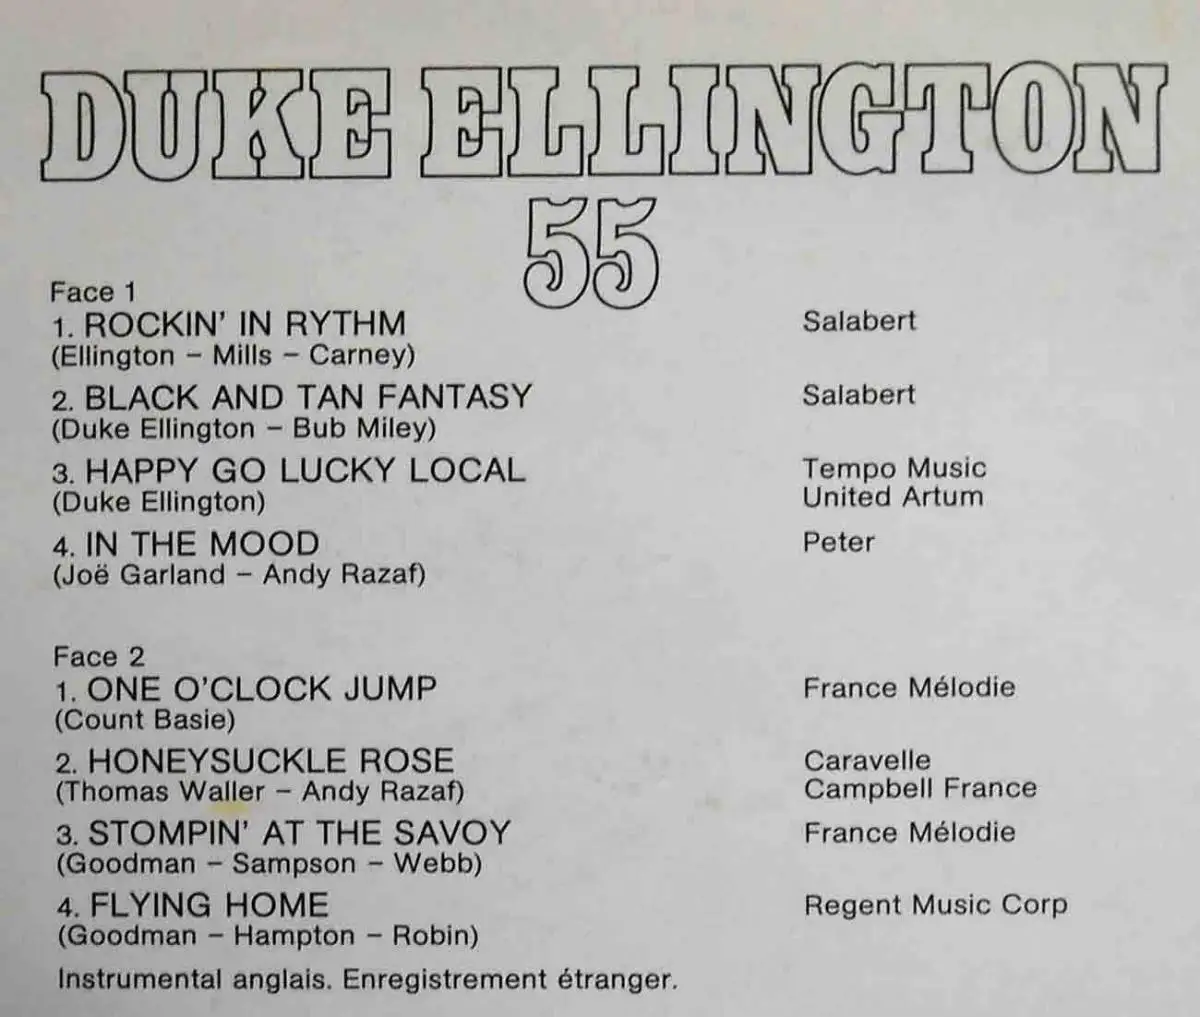 DUKE ELLINGTON
55
Face 1
1. ROCKIN' IN RYTHM Salabert
(Ellington – Mills – Carney)
2. BLACK AND TAN FANTASY Salabert
(Duke Ellington – Bub Miley)
3. HAPPY GO LUCKY LOCAL Tempo Music
(Duke Ellington) United Artum
4. IN THE MOOD Peter
(Joë Garland – Andy Razaf)
Face 2
1. ONE O'CLOCK JUMP France Mélodie
(Count Basie)
2. HONEYSUCKLE ROSE Caravelle
(Thomas Waller – Andy Razaf) Campbell France
3. STOMPIN' AT THE SAVOY France Mélodie
(Goodman – Sampson – Webb)
4. FLYING HOME Regent Music Corp
(Goodman – Hampton – Robin)
Instrumental anglais. Enregistrement étranger.